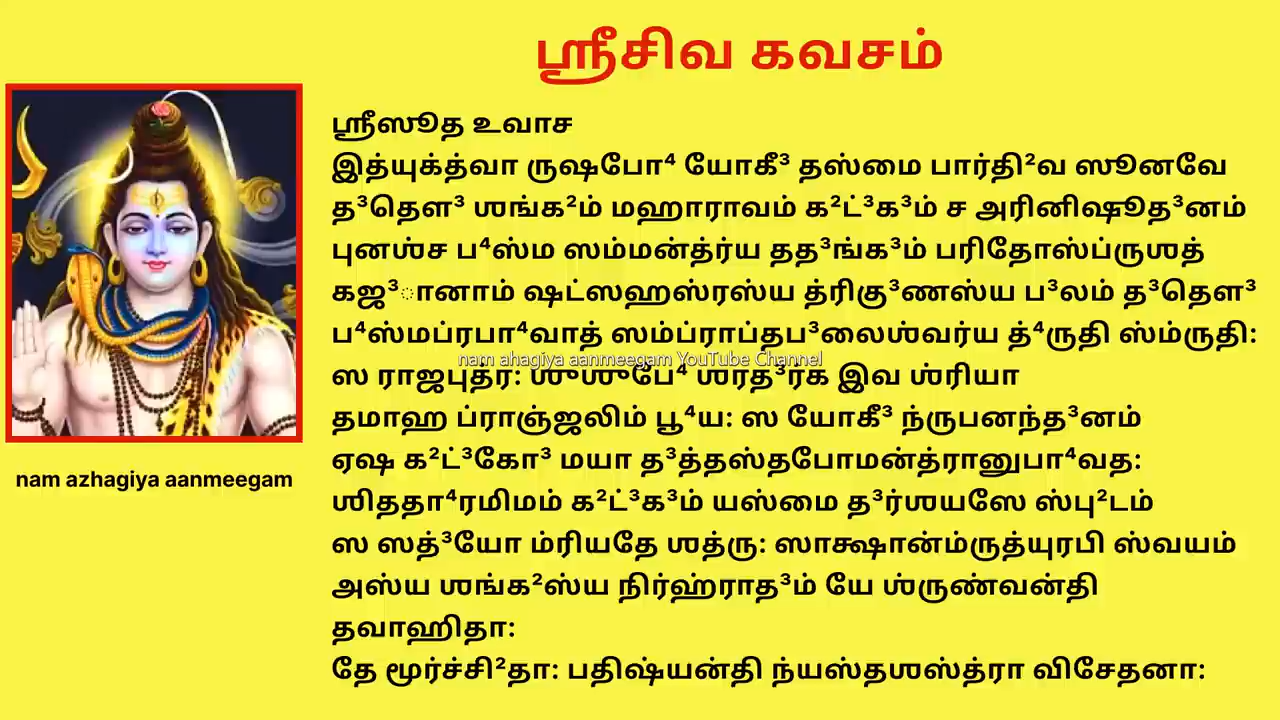 ஸ்ரீசிவ கவசம்
ஸ்ரீஸூத உவாச
இத்யுக்த்வா ருஷபோ⁴ யோகீ³ தஸ்மை பார்தி²வ ஸூனவே
த³தௌ³ ஶங்க²ம் மஹாராவம் க²ட்³க³ம் ச அரினிஷூத³னம்
புனஶ்ச ப⁴ஸ்ம ஸம்மன்த்ர்ய தத³ங்க³ம் பரிதோஸ்ப்ருஶத்
கஜ³ானாம் ஷட்ஸஹஸ்ரஸ்ய த்ரிகு³ணஸ்ய ப³லம் த³தௌ³
ப⁴ஸ்மப்ரபா⁴வாத் ஸம்ப்ராப்தப³லைஶ்வர்ய த்⁴ருதி ஸ்ம்ருதி:
ஸ ராஜபுத்ர: ஶுஶுபே⁴ ஶரத³ர்க இவ ஶ்ரியா
தமாஹ ப்ராஞ்ஜலிம் பூ⁴ய: ஸ யோகீ³ ந்ருபனந்த³னம்
ஏஷ க²ட்³கோ³ மயா த³த்தஸ்தபோமன்த்ரானுபா⁴வத:
ஶிததா⁴ரமிமம் க²ட்³க³ம் யஸ்மை த³ர்ஶயஸே ஸ்பு²டம்
ஸ ஸத்³யோ ம்ரியதே ஶத்ரு: ஸாக்ஷான்ம்ருத்யுரபி ஸ்வயம்
அஸ்ய ஶங்க²ஸ்ய நிர்ஹ்ராத³ம் யே ஶ்ருண்வன்தி
தவாஹிதா:
தே மூர்ச்சி²தா: பதிஷ்யன்தி ந்யஸ்தஶஸ்த்ரா விசேதனா:
nam ahagiya aanmeegam YouTube Channel
nam azhagiya aanmeegam